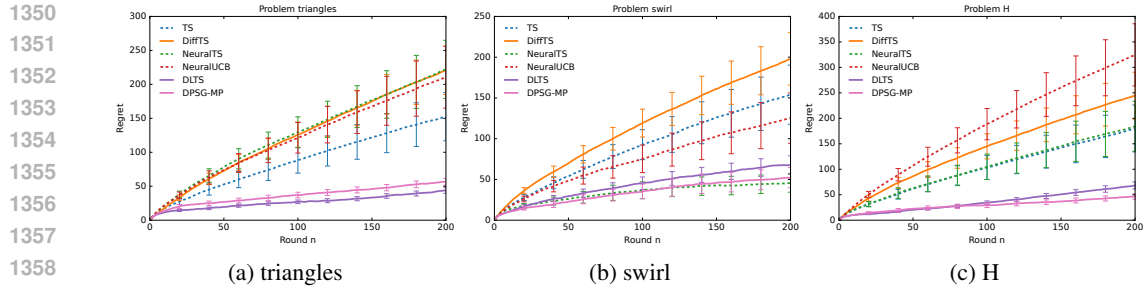 1350
1351
1352
1353
1354
1355
1356
1357
1358
Problem triangles
Regret
300
250
200
150
100
50
0
TS
DiffTS
NeuralTS
NeuralUCB
DLTS
DPSG-MP
0 50 100 150 200
Round n
(a) triangles
Problem swirl
Regret
250
200
150
100
50
0
TS
DiffTS
NeuralTS
NeuralUCB
DLTS
DPSG-MP
0 50 100 150 200
Round n
(b) swirl
Problem H
Regret
400
350
300
250
200
150
100
50
0
TS
DiffTS
NeuralTS
NeuralUCB
DLTS
DPSG-MP
0 50 100 150 200
Round n
(c) H